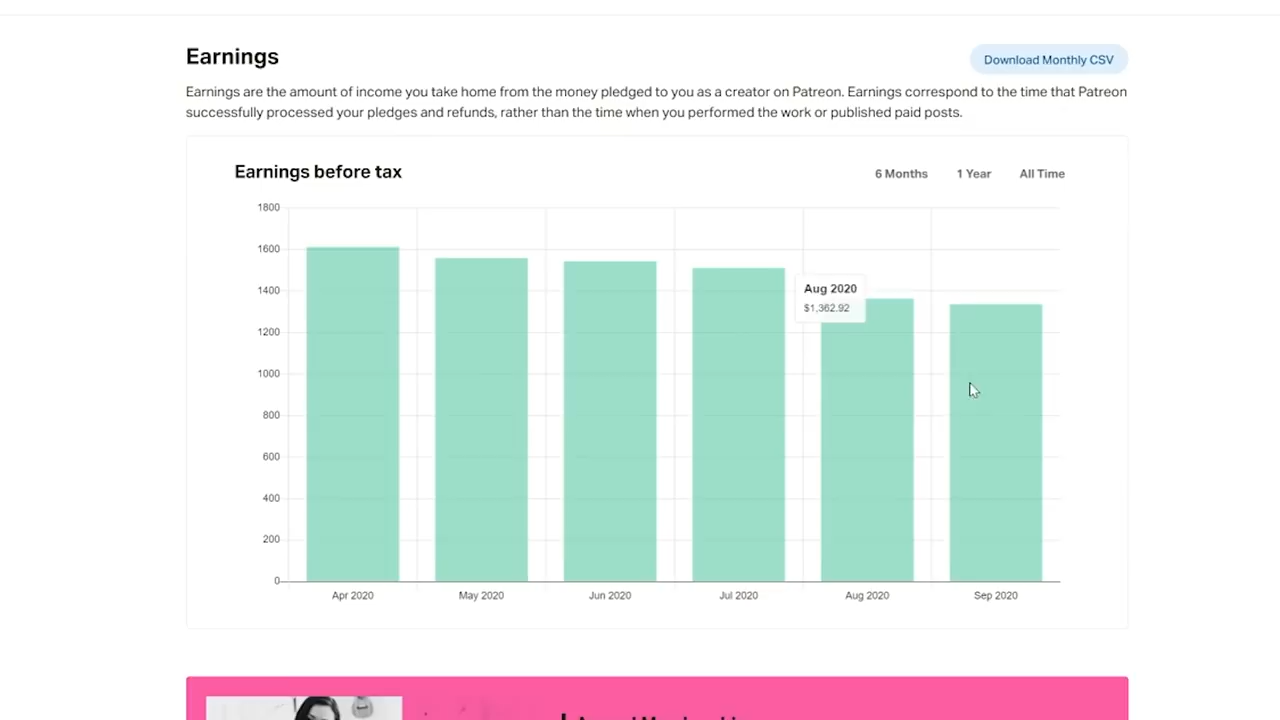 Earnings
Download Monthly CSV
Earnings are the amount of income you take home from the money pledged to you as a creator on Patreon. Earnings correspond to the time that Patreon
successfully processed your pledges and refunds, rather than the time when you performed the work or published paid posts.
Earnings before tax
6 Months 1 Year All Time
1800
1600
1400
1200
1000
800
600
400
200
0
Aug 2020
$1,362.92
Apr 2020 May 2020 Jun 2020 Jul 2020 Aug 2020 Sep 2020